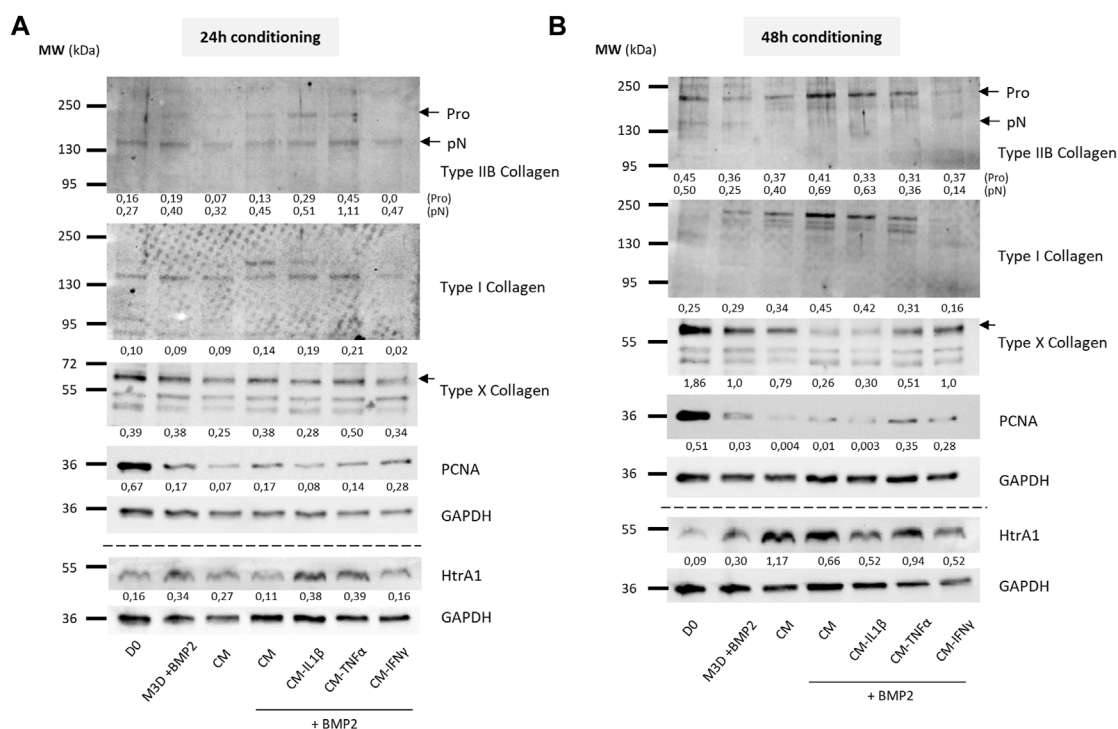 A
24h conditioning
MW (kDa)
250
130
95
Pro
pN
Type IIB Collagen
0,16 0,19 0,07 0,13 0,29 0,45 0,0 (Pro)
0,27 0,40 0,32 0,45 0,51 1,11 0,47 (pN)
250
130
95
Type I Collagen
0,10 0,09 0,09 0,14 0,19 0,21 0,02
72
55
Type X Collagen
0,39 0,38 0,25 0,38 0,28 0,50 0,34
36
PCNA
0,67 0,17 0,07 0,17 0,08 0,14 0,28
36
GAPDH
55
HtrA1
0,16 0,34 0,27 0,11 0,38 0,39 0,16
36
GAPDH
D0 M3D +BMP2 CM CM CM-IL1β CM-TNFα CM-IFNγ
+ BMP2
B
48h conditioning
MW (kDa)
250
130
95
Pro
pN
Type IIB Collagen
0,45 0,36 0,37 0,41 0,33 0,31 0,37 (Pro)
0,50 0,25 0,40 0,69 0,63 0,36 0,14 (pN)
250
130
95
Type I Collagen
0,25 0,29 0,34 0,45 0,42 0,31 0,16
55
Type X Collagen
1,86 1,0 0,79 0,26 0,30 0,51 1,0
36
PCNA
0,51 0,03 0,004 0,01 0,003 0,35 0,28
36
GAPDH
55
HtrA1
0,09 0,30 1,17 0,66 0,52 0,94 0,52
36
GAPDH
D0 M3D +BMP2 CM CM CM-IL1β CM-TNFα CM-IFNγ
+ BMP2